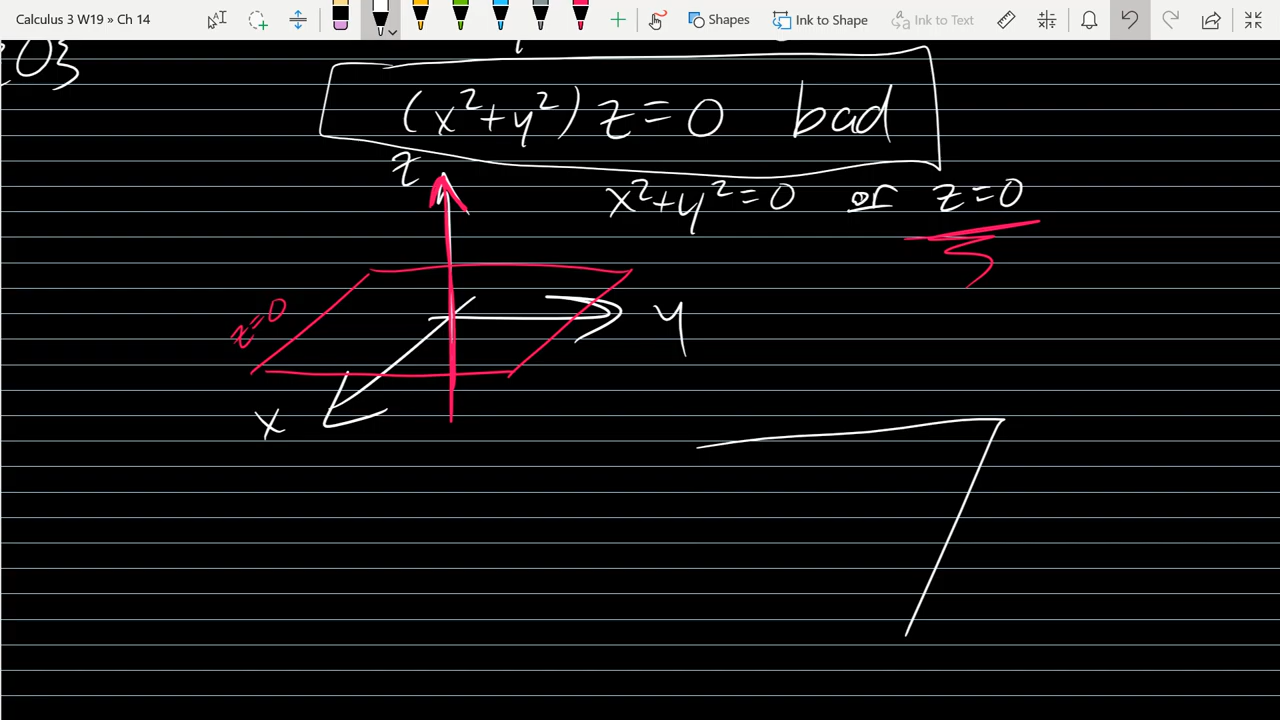 Calculus 3 W19 » Ch 14
Shapes
Ink to Shape
Ink to Text
(x²+y²)z=0 bad
x²+y²=0 or z=0
z
z=0
y
x